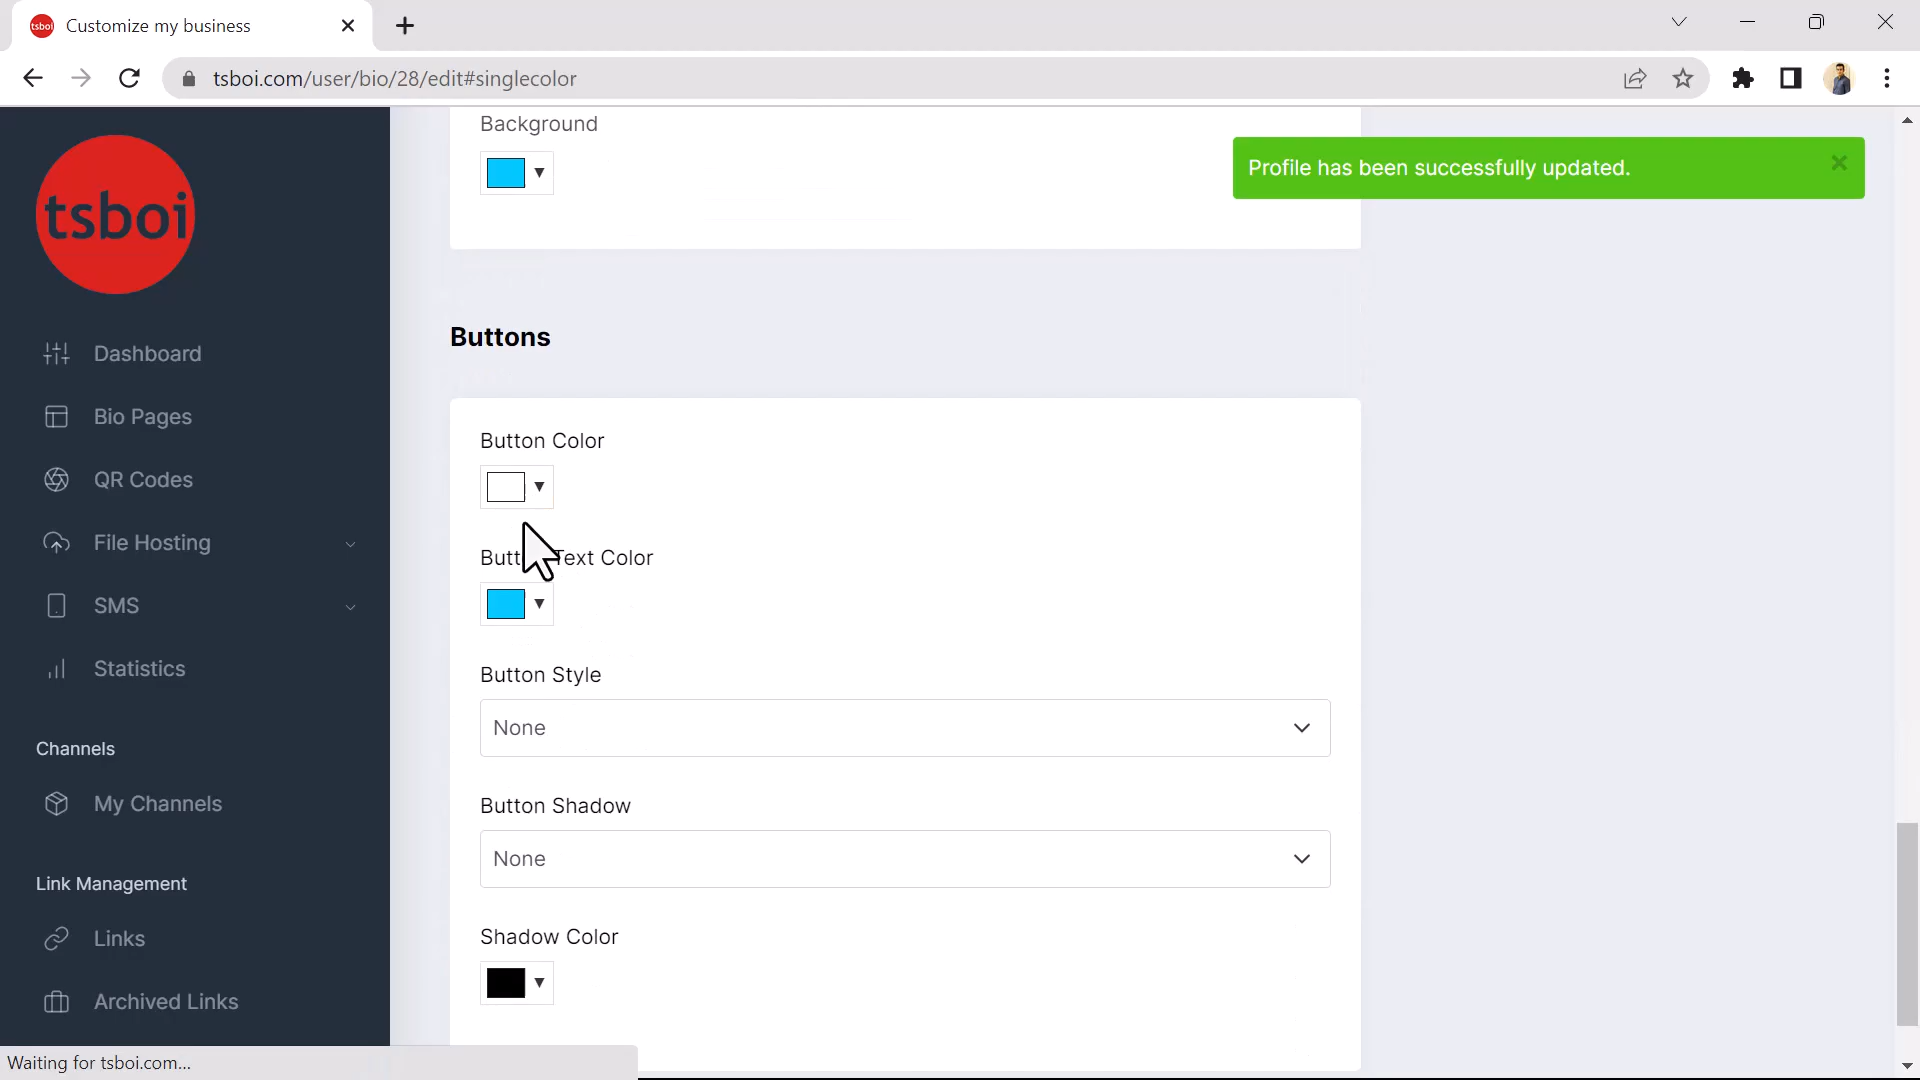 tsboi
Customize my business
tsboi.com/user/bio/28/edit#singlecolor
tsboi
Dashboard
Bio Pages
QR Codes
File Hosting
SMS
Statistics
Channels
My Channels
Link Management
Links
Archived Links
Background
Profile has been successfully updated.
Buttons
Button Color
Butt Text Color
Button Style
None
Button Shadow
None
Shadow Color
Waiting for tsboi.com...